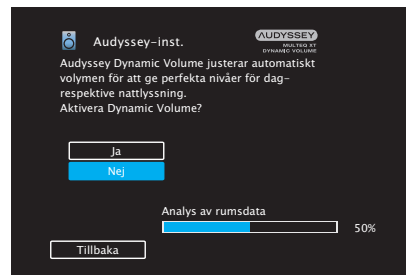 Audyssey-inst.
AUDYSSEY
MULTEQ XT
DYNAMIC VOLUME
Audyssey Dynamic Volume justerar automatiskt
volymen för att ge perfekta nivåer för dag-
respektive nattlyssning.
Aktivera Dynamic Volume?
Ja
Nej
Analys av rumsdata
50%
Tillbaka